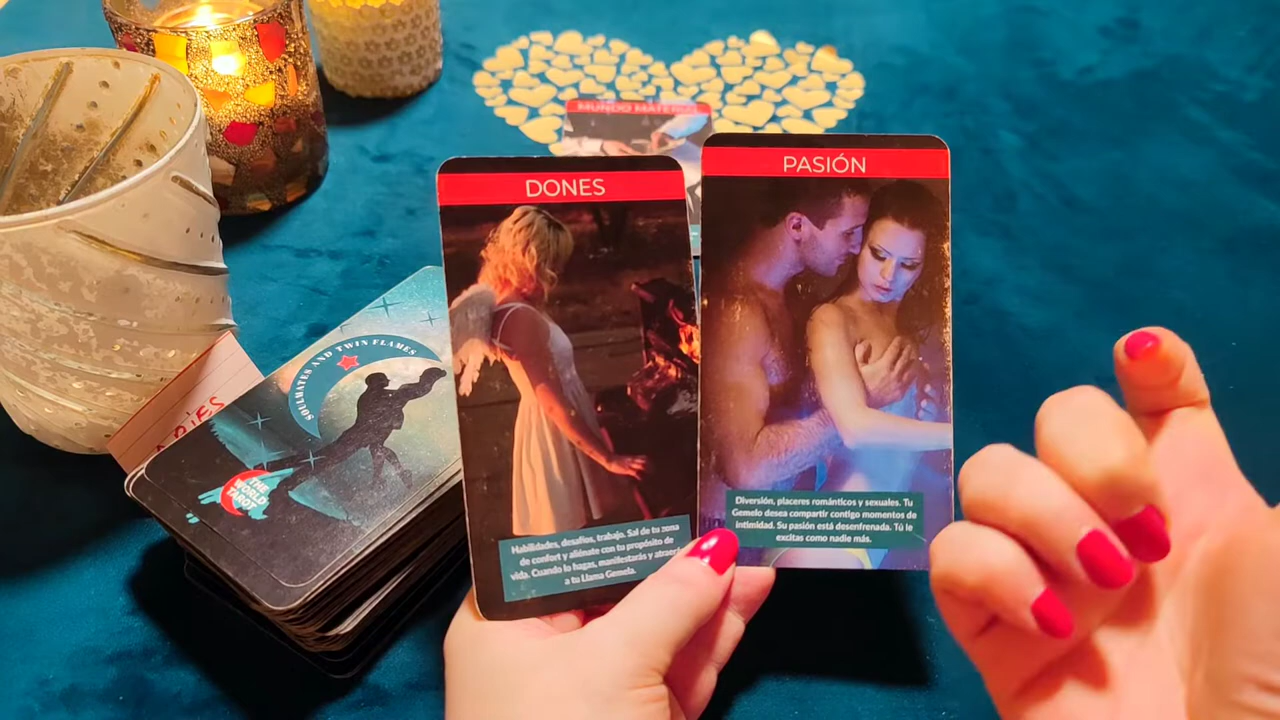 MUNDO MATERIAL
DONES
PASIÓN
SOULMATES AND TWIN FLAMES
THE
WORLD
TAROT
ARIES
Habilidades, desafíos, trabajo. Sal de tu zona
de confort y alinéate con tu propósito de
vida. Cuando lo hagas, manifestarás y atraerás
a tu Llama Gemela.
Diversión, placeres románticos y sexuales. Tu
Gemelo desea compartir contigo momentos de
intimidad. Su pasión está desenfrenada. Tú le
excitas como nadie más.